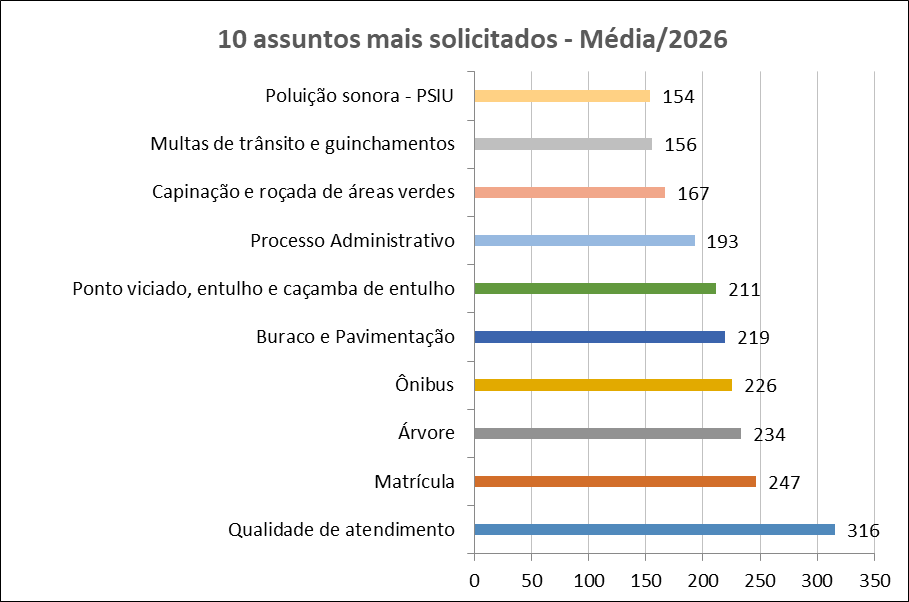 10 assuntos mais solicitados - Média/2026
Poluição sonora - PSIU 154
Multas de trânsito e guinchamentos 156
Capinação e roçada de áreas verdes 167
Processo Administrativo 193
Ponto viciado, entulho e caçamba de entulho 211
Buraco e Pavimentação 219
Ônibus 226
Árvore 234
Matrícula 247
Qualidade de atendimento 316
0 50 100 150 200 250 300 350